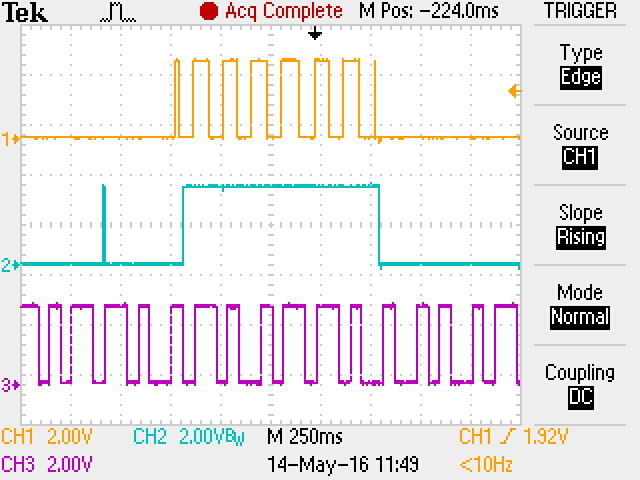 Tek Acq Complete M Pos: −224.0ms TRIGGER
Type
Edge
Source
CH1
Slope
Rising
Mode
Normal
Coupling
DC
1
2
3
CH1 2.00V CH2 2.00VBW M 250ms CH1 1.92V
CH3 2.00V 14-May-16 11:49 <10Hz